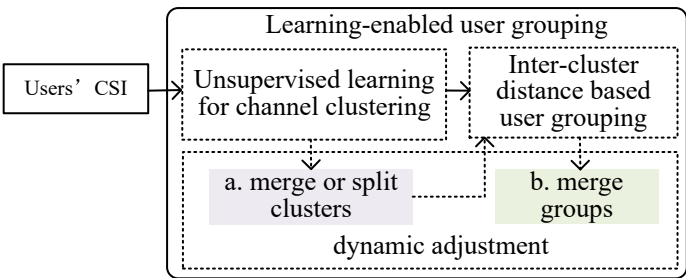 Learning-enabled user grouping
Users’ CSI
Unsupervised learning
for channel clustering
Inter-cluster
distance based
user grouping
a. merge or split
clusters
b. merge
groups
dynamic adjustment